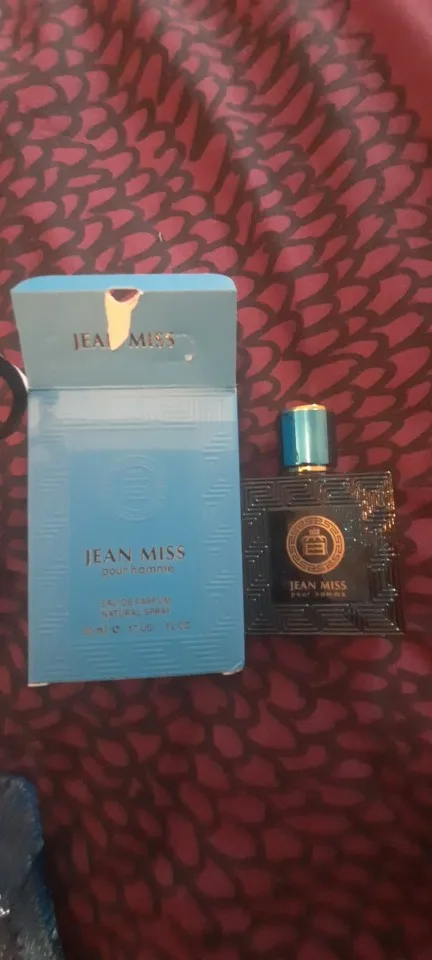 JEAN MISS
JEAN MISS
pour homme
EAU DE PARFUM
NATURAL SPRAY
JEAN MISS
pour homme